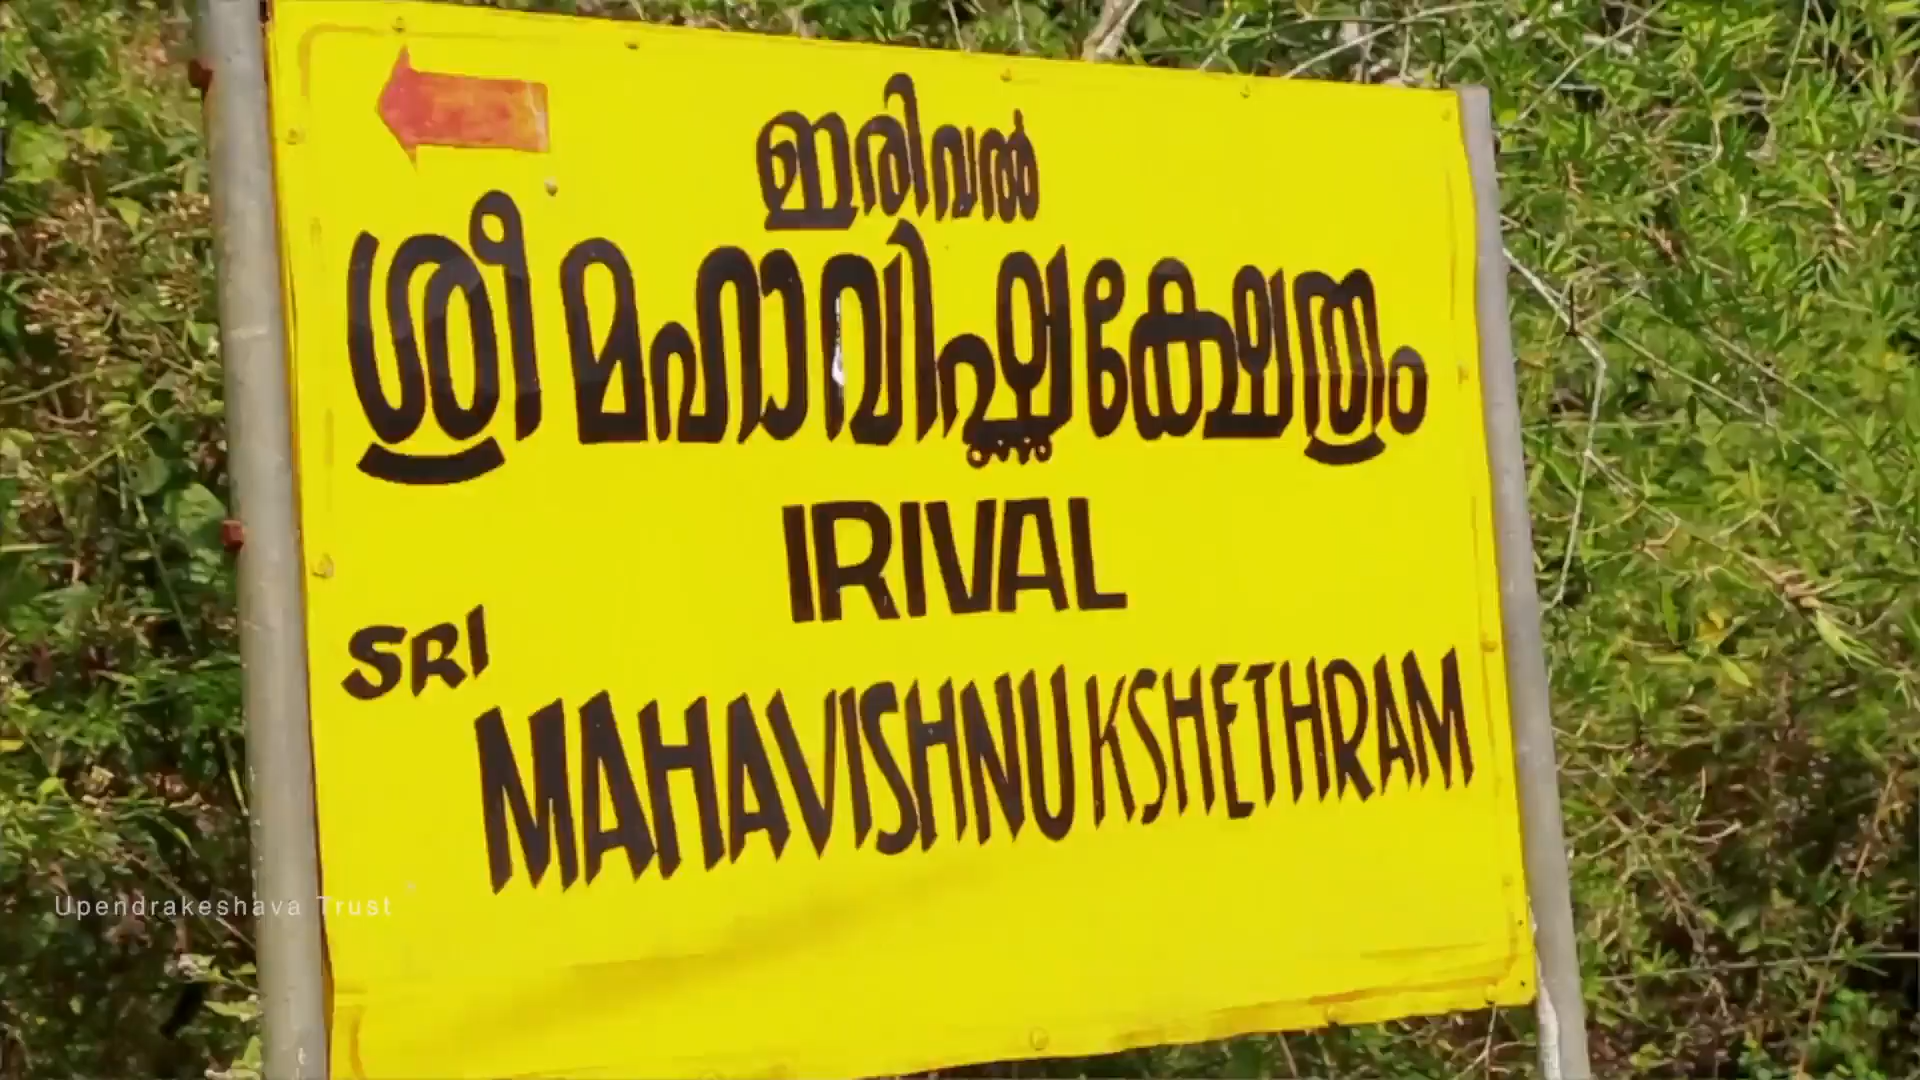 ഇരിവൽ
ശ്രീ മഹാവിഷ്ണു ക്ഷേത്രം
IRIVAL
SRI
MAHAVISHNU KSHETHRAM
Upendrakeshava Trust